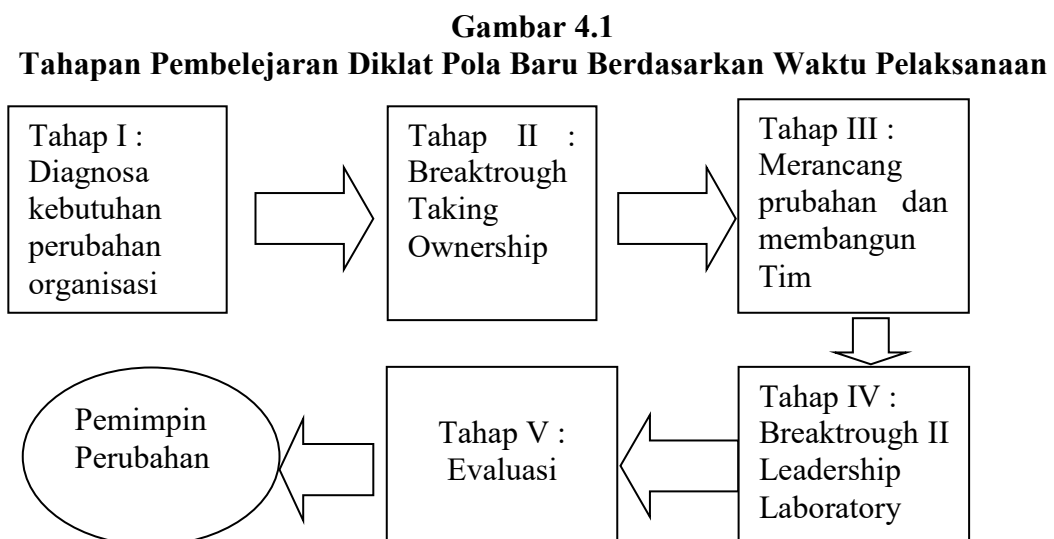 Gambar 4.1
Tahapan Pembelejaran Diklat Pola Baru Berdasarkan Waktu Pelaksanaan
Tahap I :
Diagnosa
kebutuhan
perubahan
organisasi
Tahap II :
Breaktrough
Taking
Ownership
Tahap III :
Merancang
prubahan dan
membangun
Tim
Tahap IV :
Breaktrough II
Leadership
Laboratory
Tahap V :
Evaluasi
Pemimpin
Perubahan